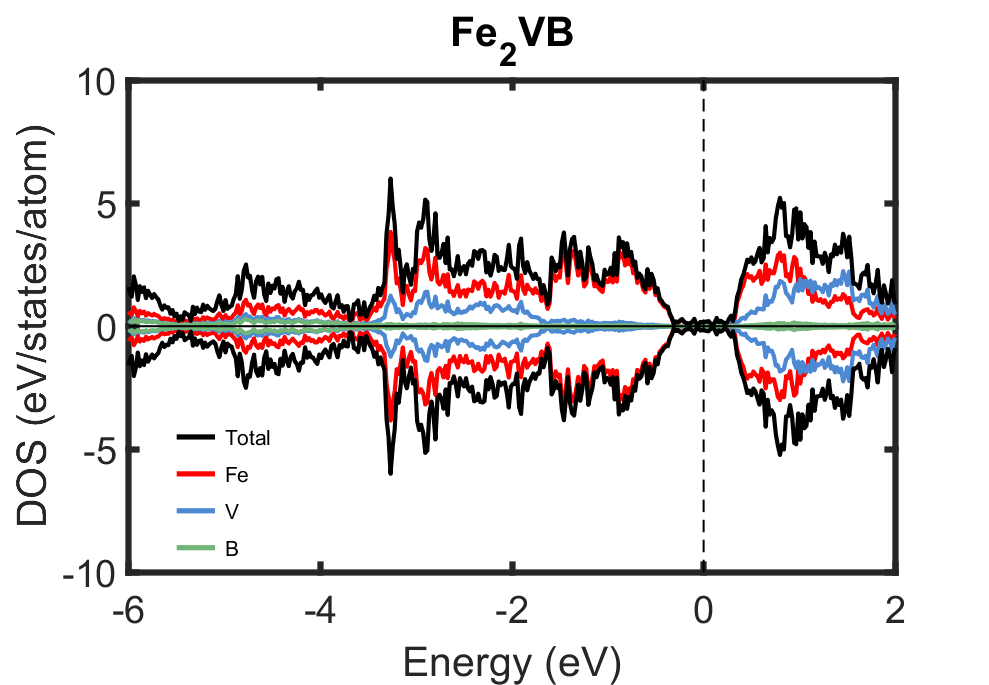 Fe₂VB
DOS (eV/states/atom)
10
5
0
-5
-10
Total
Fe
V
B
-6 -4 -2 0 2
Energy (eV)